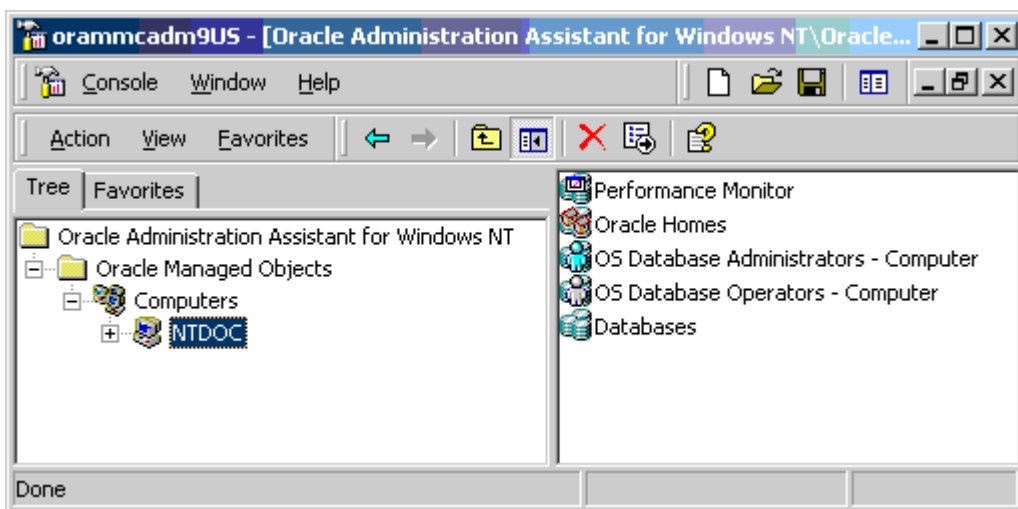 orammcadm9US - [Oracle Administration Assistant for Windows NT\Oracle...
Console Window Help
Action View Favorites
Tree Favorites
Oracle Administration Assistant for Windows NT
Oracle Managed Objects
Computers
NTDOC
Performance Monitor
Oracle Homes
OS Database Administrators - Computer
OS Database Operators - Computer
Databases
Done